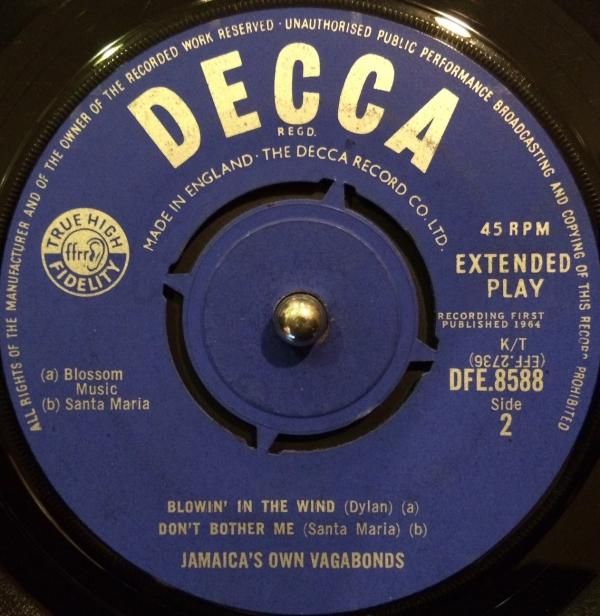 ALL RIGHTS OF THE MANUFACTURER AND OF THE OWNER OF THE RECORDED WORK RESERVED · UNAUTHORISED PUBLIC PERFORMANCE BROADCASTING AND COPYING OF THIS RECORD PROHIBITED
DECCA
REGD.
MADE IN ENGLAND · THE DECCA RECORD CO. LTD.
TRUE HIGH
ffrr
FIDELITY
45 RPM
EXTENDED
PLAY
RECORDING FIRST
PUBLISHED 1964
K/T
(EFF.2736)
DFE.8588
Side
2
(a) Blossom
Music
(b) Santa Maria
BLOWIN' IN THE WIND (Dylan) (a)
DON'T BOTHER ME (Santa Maria) (b)
JAMAICA'S OWN VAGABONDS